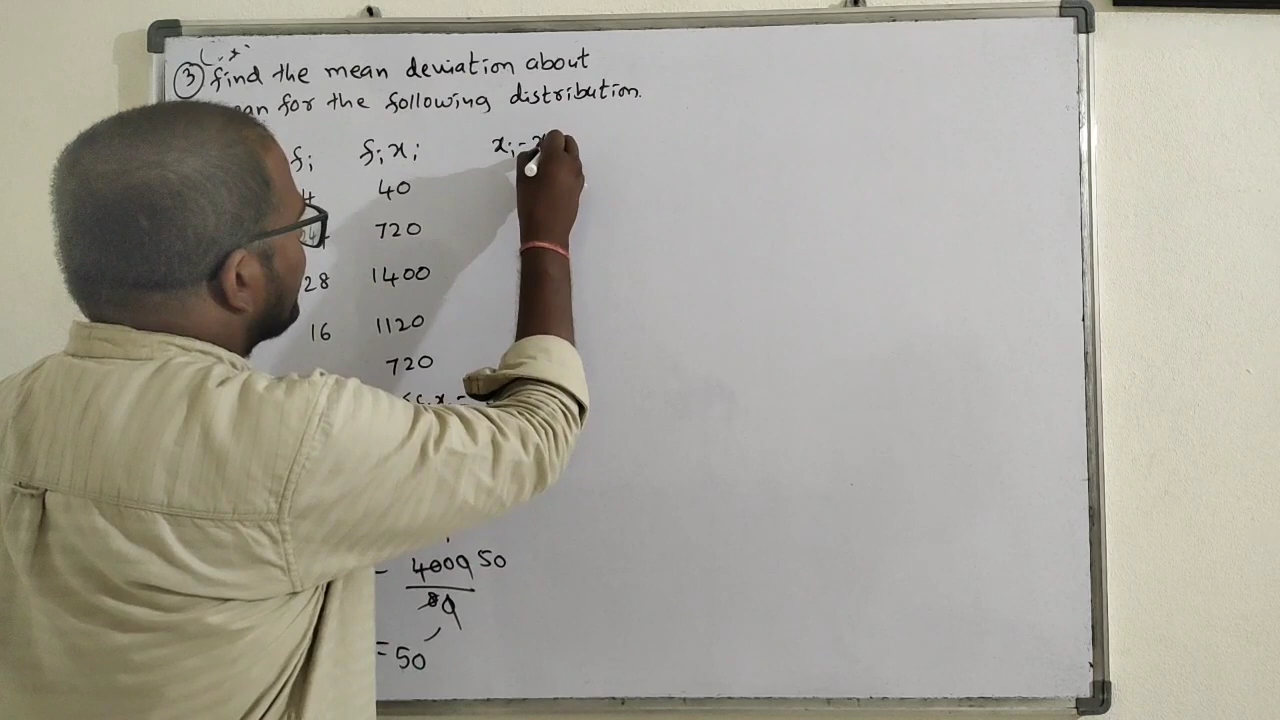 ③ find the mean deviation about
for the following distribution.
fi fixi xi-
4 40
720
28 1400
16 1120
720
4000 50
80
= 50